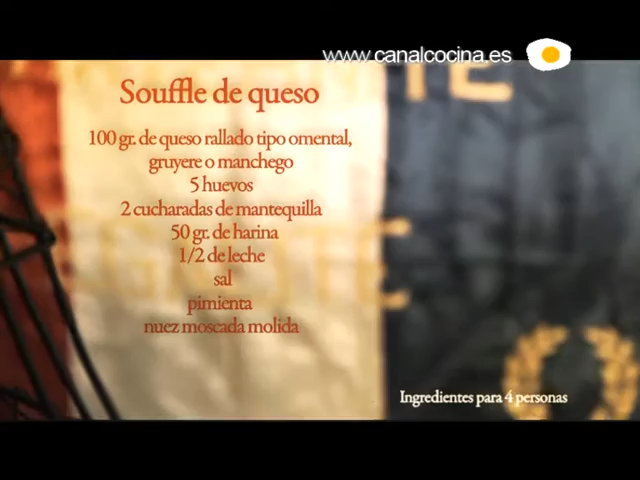 www.canalcocina.es
Souffle de queso
100 gr. de queso rallado tipo omental,
gruyere o manchego
5 huevos
2 cucharadas de mantequilla
50 gr. de harina
1/2 de leche
sal
pimienta
nuez moscada molida
Ingredientes para 4 personas